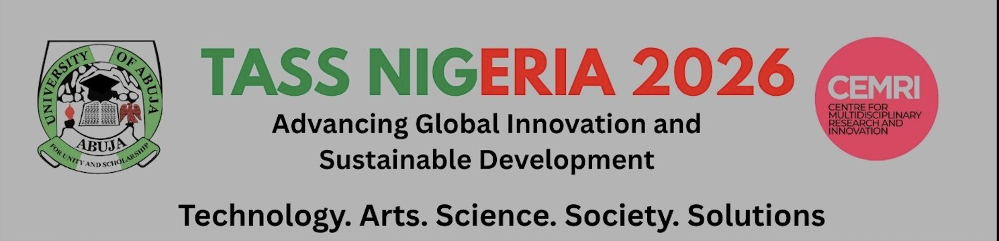 UNIVERSITY OF ABUJA
ABUJA
FOR UNITY AND SCHOLARSHIP
TASS NIGERIA 2026
Advancing Global Innovation and
Sustainable Development
CEMRI
CENTRE FOR
MULTIDISCIPLINARY
RESEARCH AND
INNOVATION
Technology. Arts. Science. Society. Solutions